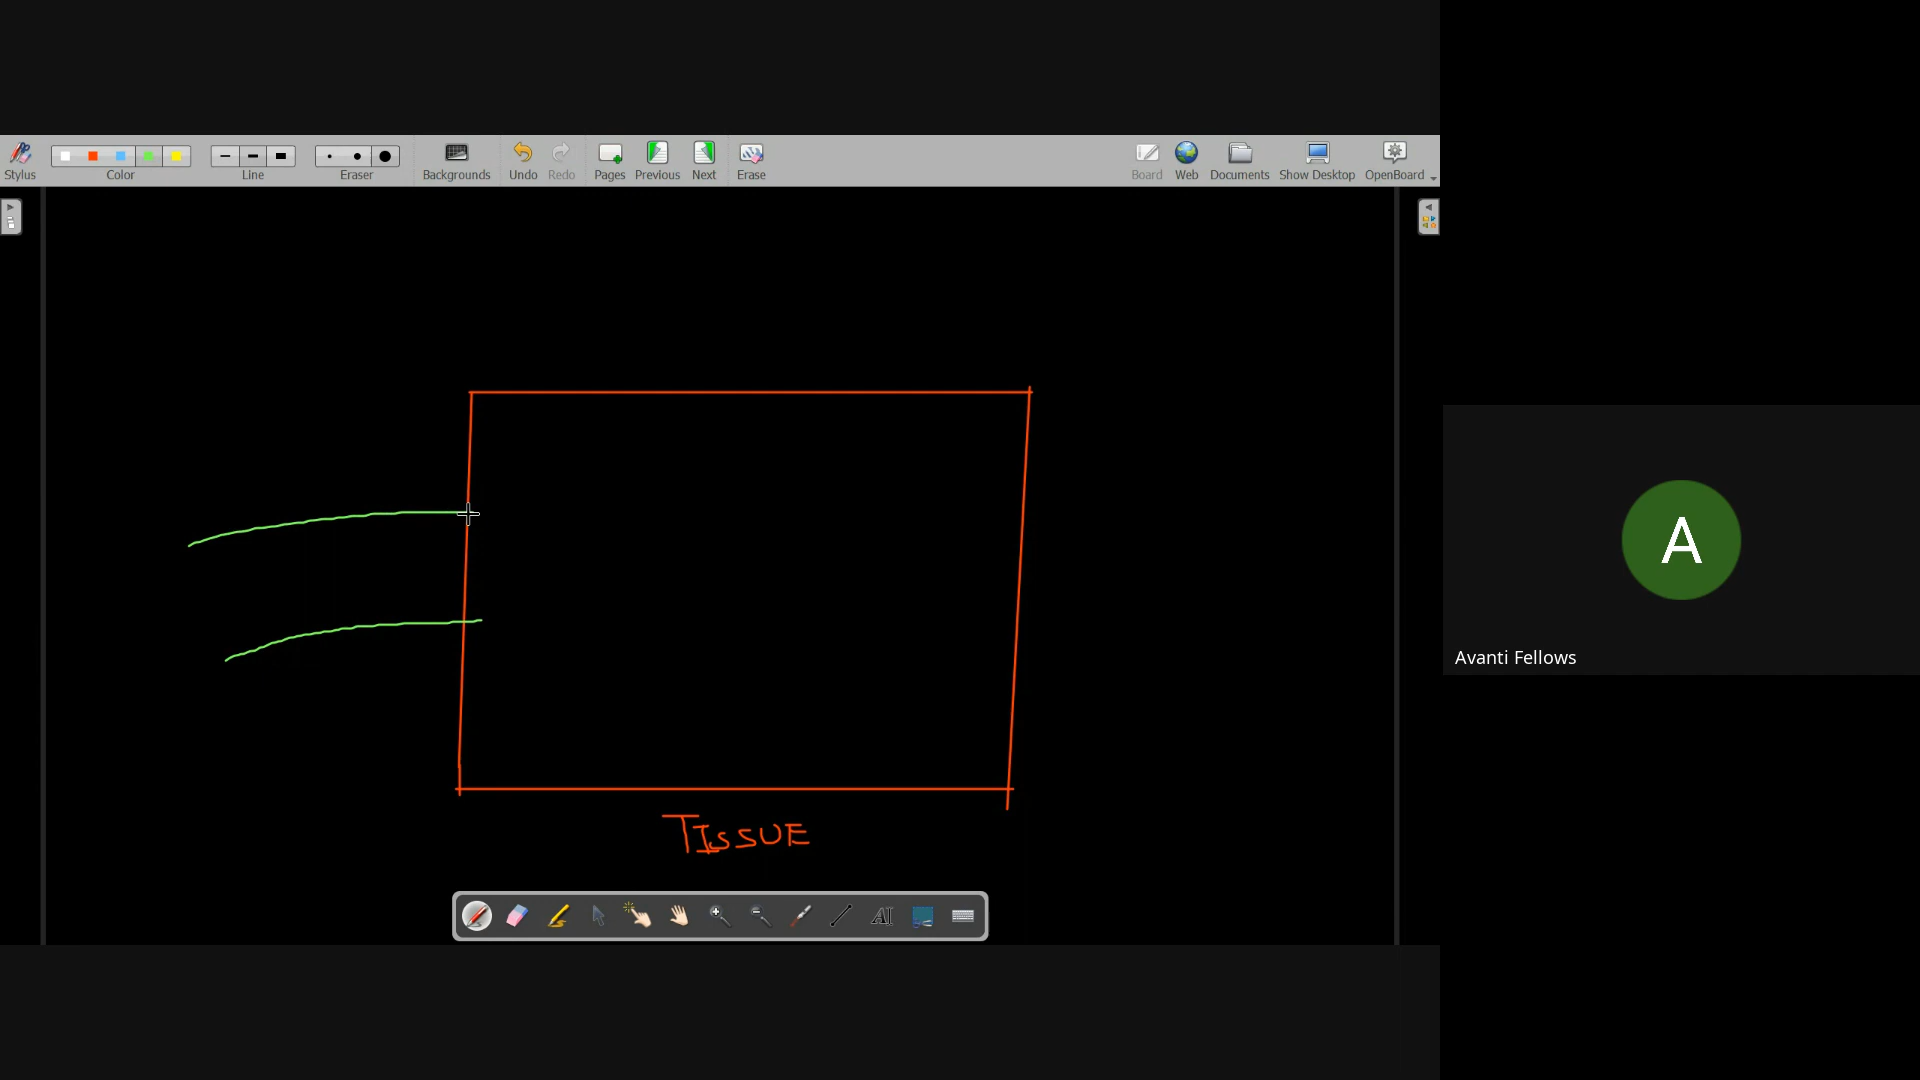 Stylus
Color
Line
Eraser
Backgrounds
Undo
Redo
Pages
Previous
Next
Erase
Board
Web
Documents
Show Desktop
OpenBoard
TISSUE
AI
A
Avanti Fellows